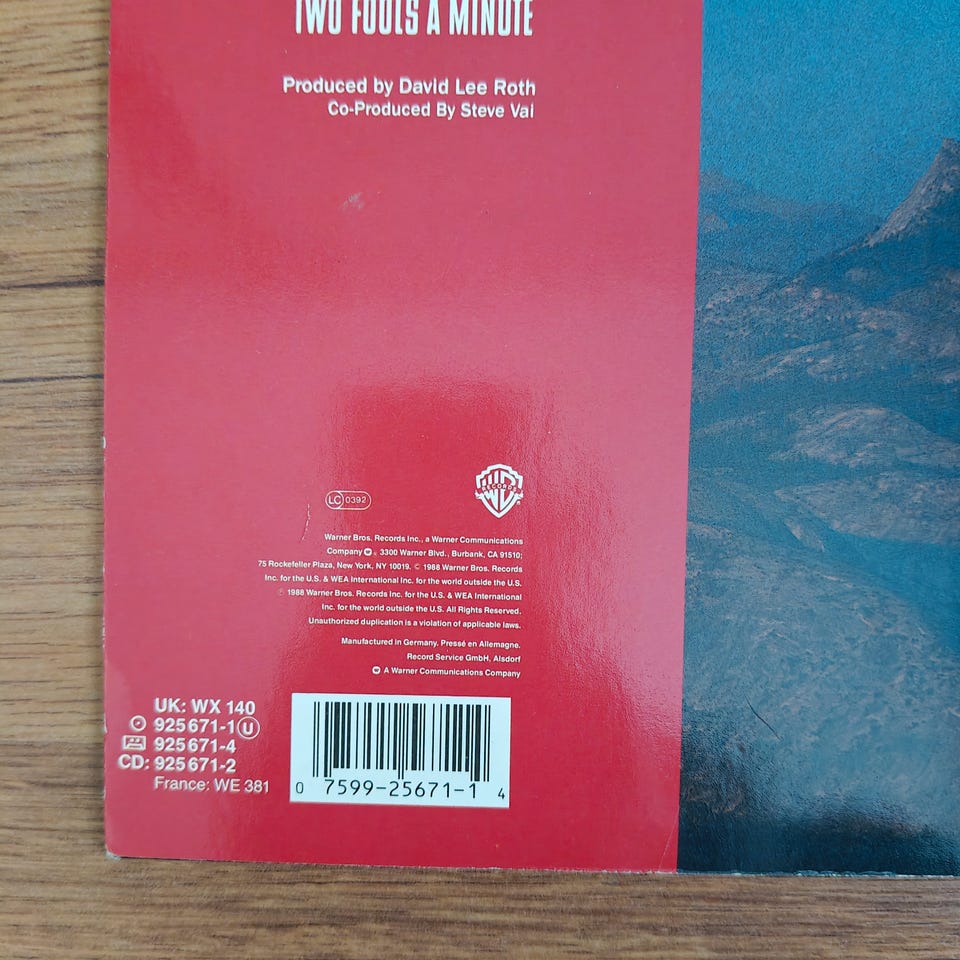 TWO FOOLS A MINUTE
Produced by David Lee Roth
Co-Produced By Steve Vai
LC 0392
RECORDS
Warner Bros. Records Inc., a Warner Communications
Company 3300 Warner Blvd., Burbank, CA 91510;
75 Rockefeller Plaza, New York, NY 10019. © 1988 Warner Bros. Records
Inc. for the U.S. & WEA International Inc. for the world outside the U.S.
℗ 1988 Warner Bros. Records Inc. for the U.S. & WEA International
Inc. for the world outside the U.S. All Rights Reserved.
Unauthorized duplication is a violation of applicable laws.
Manufactured in Germany. Pressé en Allemagne.
Record Service GmbH, Alsdorf
A Warner Communications Company
UK: WX 140
925 671-1 U
925 671-4
CD: 925 671-2
France: WE 381
0 7599-25671-1 4